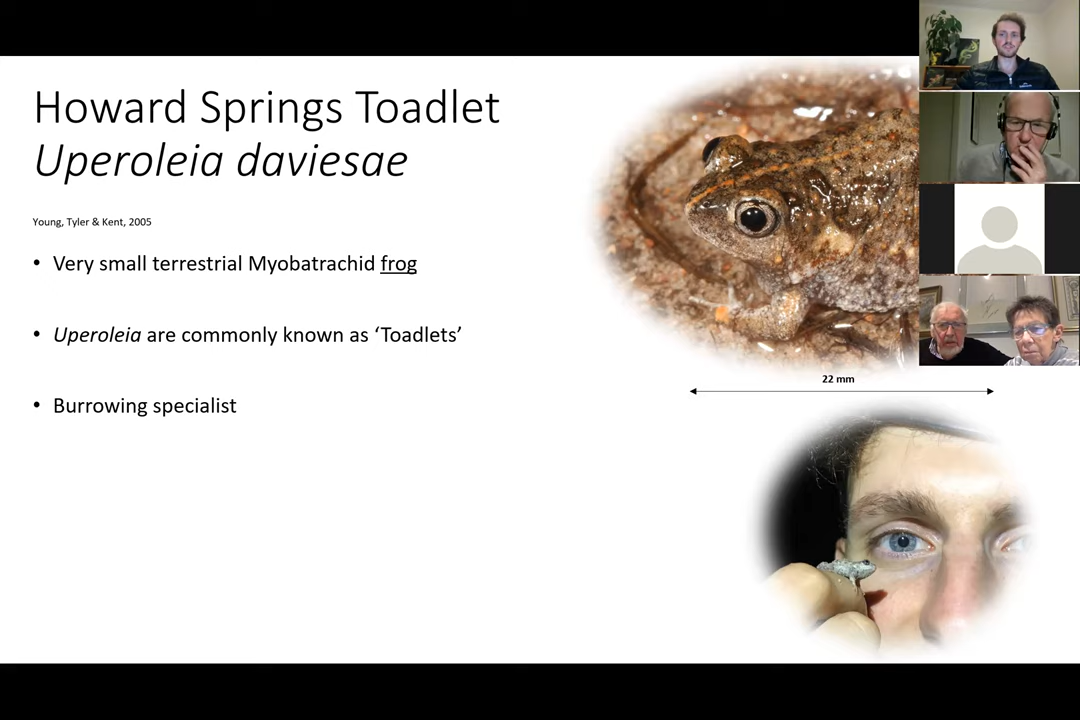 Howard Springs Toadlet
Uperoleia daviesae
Young, Tyler & Kent, 2005
• Very small terrestrial Myobatrachid frog
• Uperoleia are commonly known as ‘Toadlets’
• Burrowing specialist
22 mm